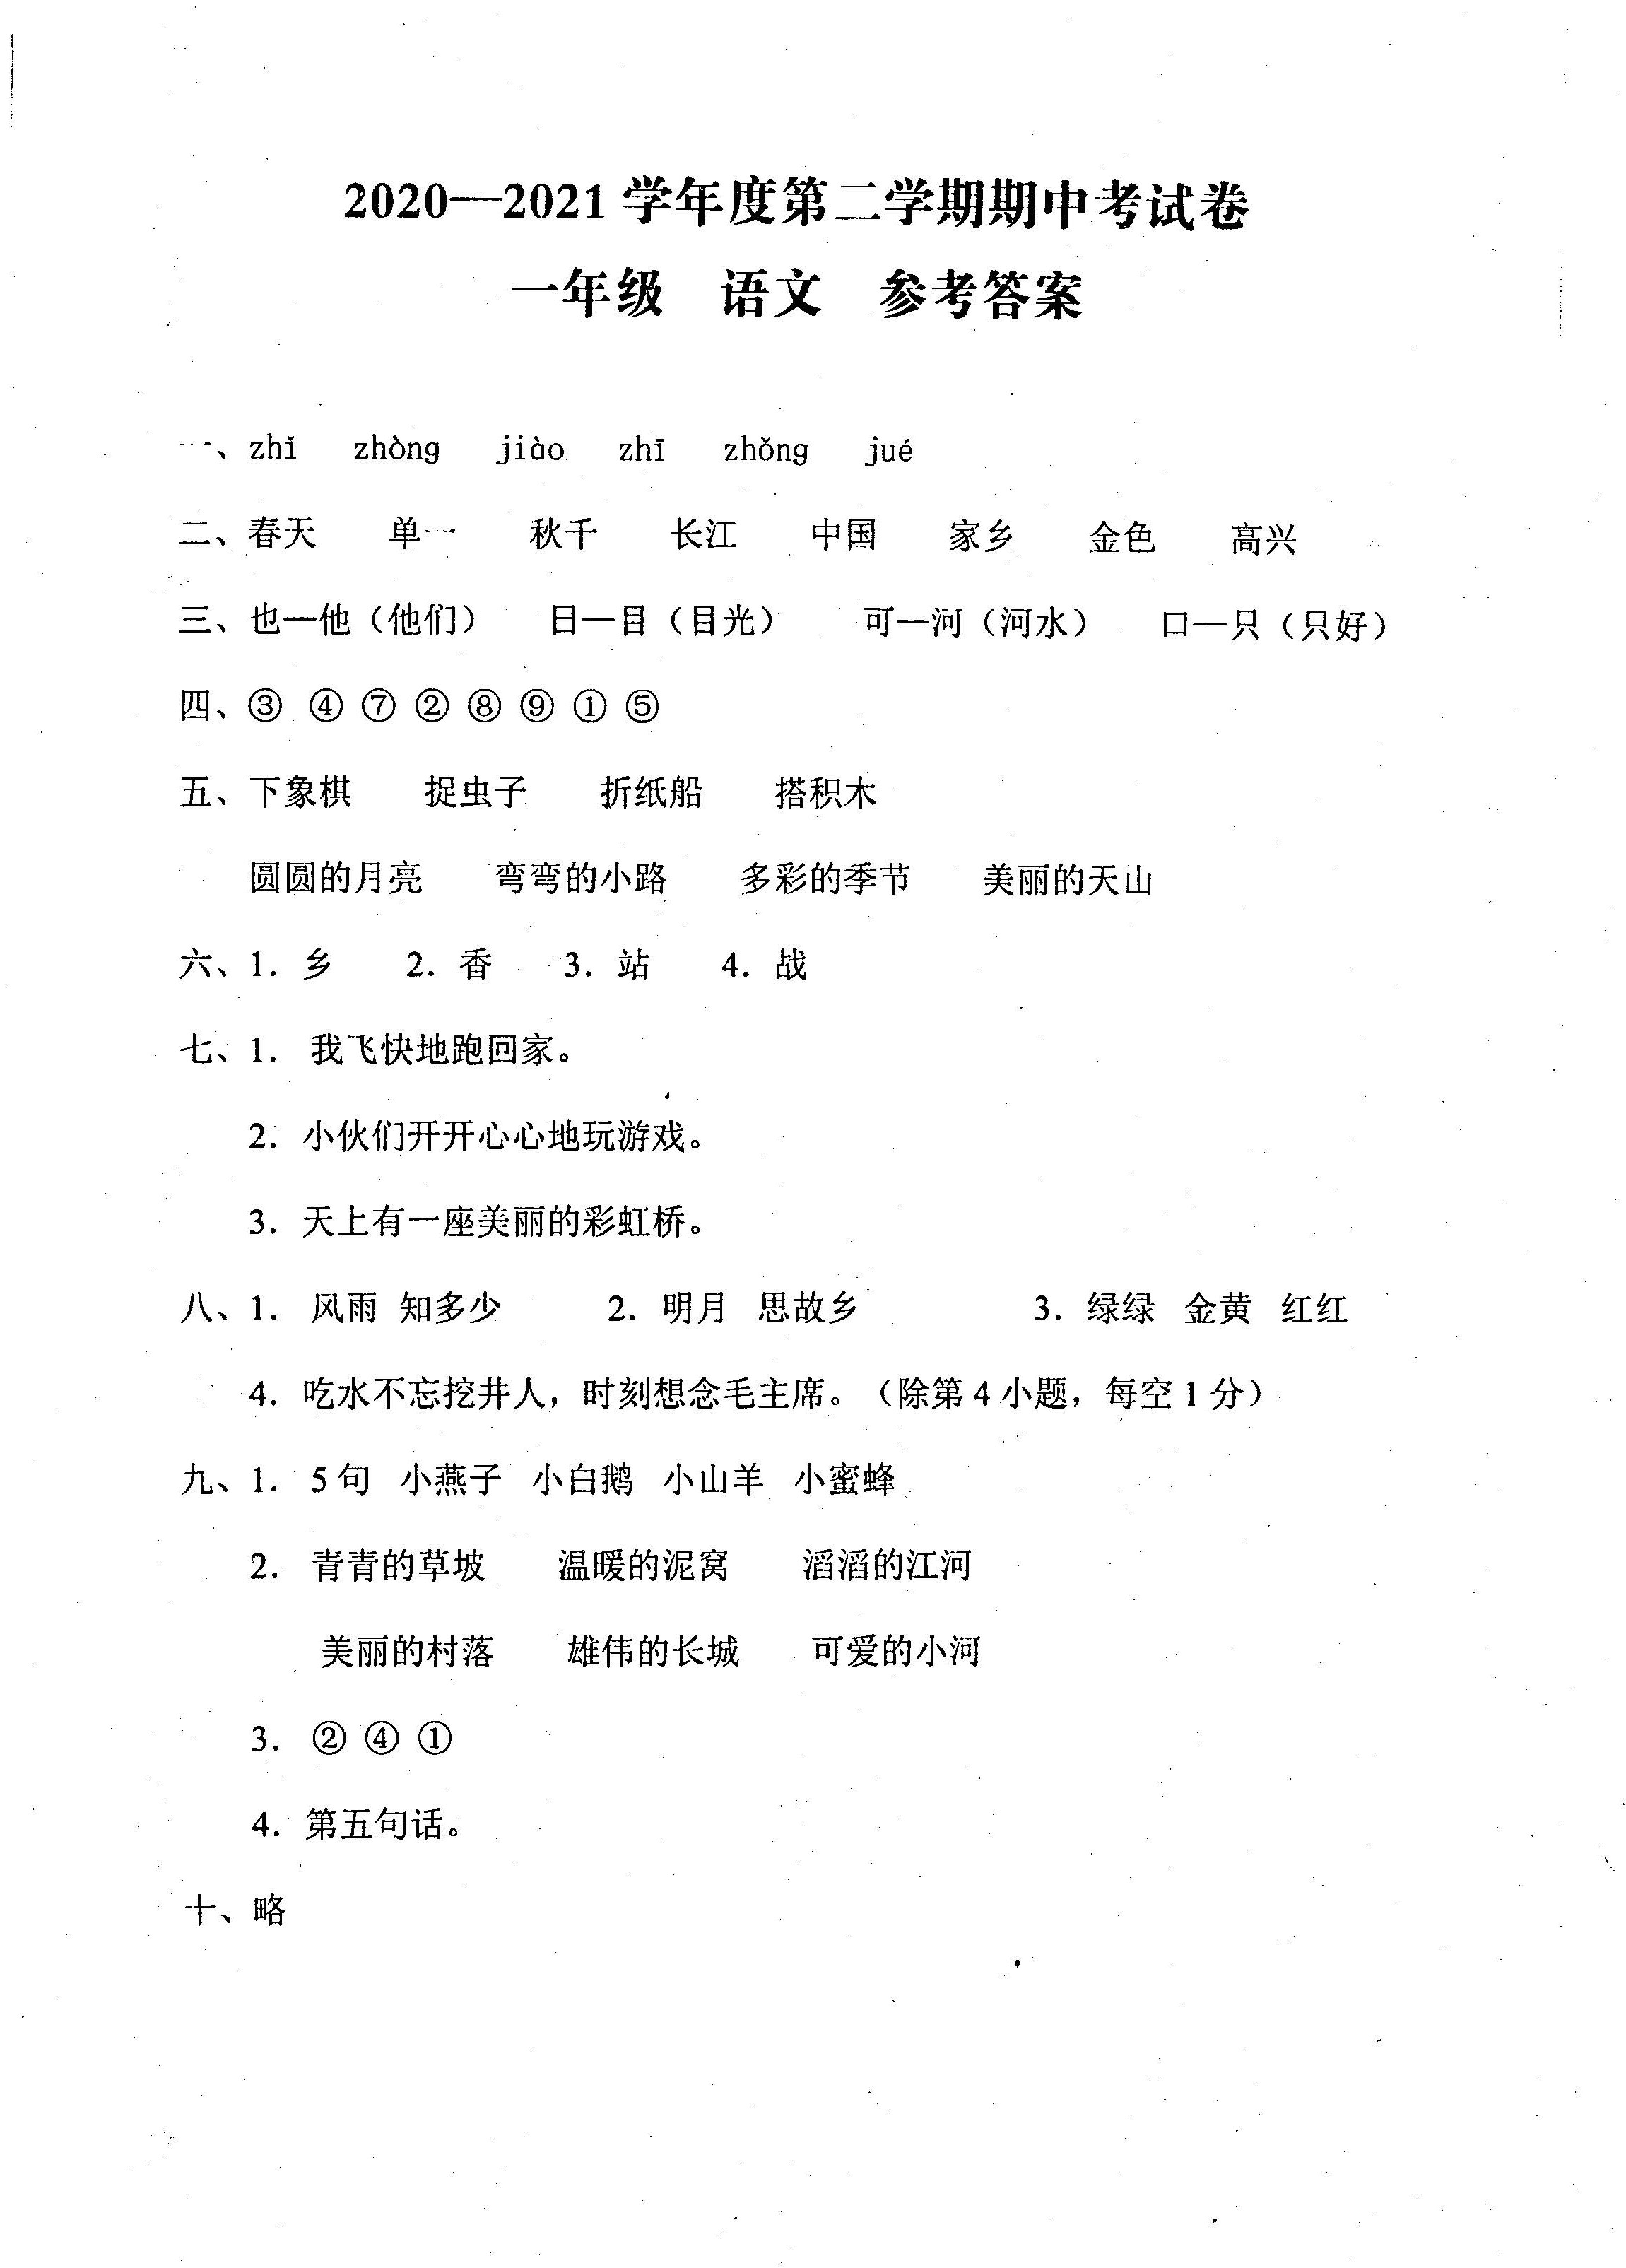 2020—2021 学年度第二学期期中考试卷
一年级 语文 参考答案
一、zhǐ zhòng jiào zhī zhǒng jué
二、春天 单一 秋千 长江 中国 家乡 金色 高兴
三、也一他（他们） 日一目（目光） 可一河（河水） 口一只（只好）
四、③ ④ ⑦ ② ⑧ ⑨ ① ⑤
五、下象棋 捉虫子 折纸船 搭积木
圆圆的月亮 弯弯的小路 多彩的季节 美丽的天山
六、1. 乡 2. 香 3. 站 4. 战
七、1. 我飞快地跑回家。
2. 小伙们开开心心地玩游戏。
3. 天上有一座美丽的彩虹桥。
八、1. 风雨 知多少 2. 明月 思故乡 3. 绿绿 金黄 红红
4. 吃水不忘挖井人，时刻想念毛主席。（除第 4 小题，每空 1 分）
九、1. 5 句 小燕子 小白鹅 小山羊 小蜜蜂
2. 青青的草坡 温暖的泥窝 滔滔的江河
美丽的村落 雄伟的长城 可爱的小河
3. ② ④ ①
4. 第五句话。
十、略